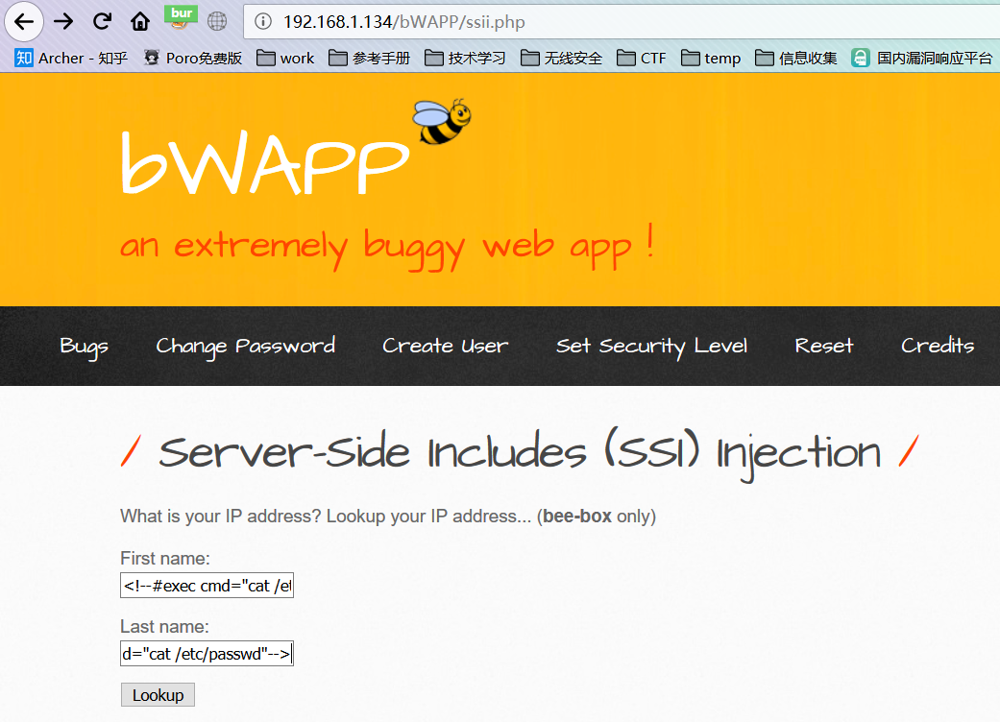 bur
192.168.1.134/bWAPP/ssii.php
知 Archer - 知乎 Poro免费版 work 参考手册 技术学习 无线安全 CTF temp 信息收集 国内漏洞响应平台
bWAPP
an extremely buggy web app !
Bugs Change Password Create User Set Security Level Reset Credits
/ Server-Side Includes (SSI) Injection /
What is your IP address? Lookup your IP address... (bee-box only)
First name:
<!--#exec cmd="cat /et
Last name:
d="cat /etc/passwd"-->
Lookup